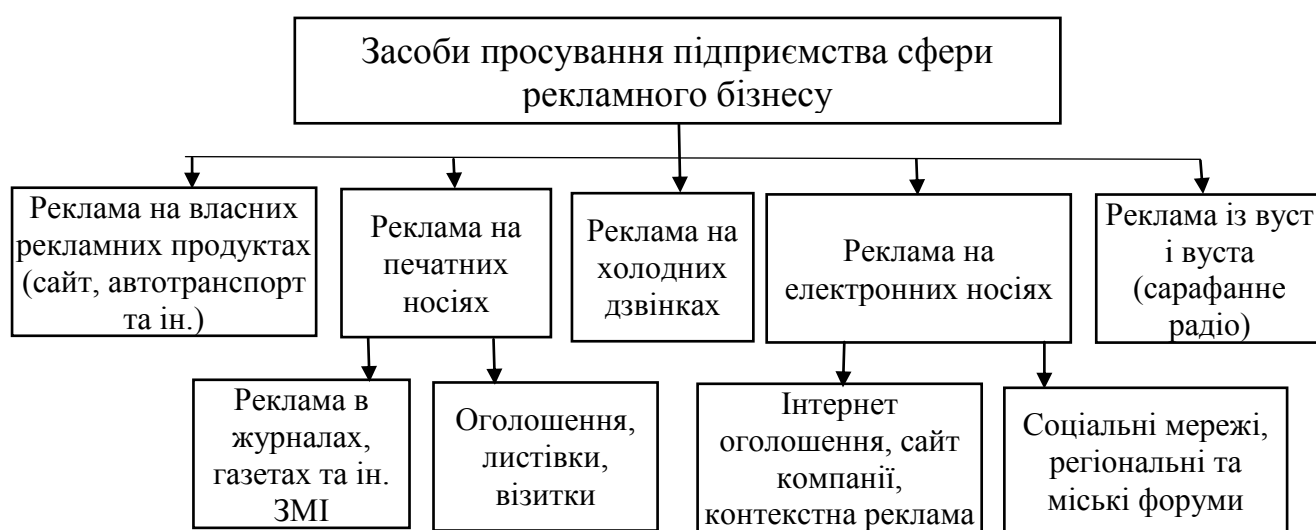 Засоби просування підприємства сфери
рекламного бізнесу
Реклама на власних
рекламних продуктах
(сайт, автотранспорт
та ін.)
Реклама на
печатних
носіях
Реклама на
холодних
дзвінках
Реклама на
електронних носіях
Реклама із вуст
і вуста
(сарафанне
радіо)
Реклама в
журналах,
газетах та ін.
ЗМІ
Оголошення,
листівки,
візитки
Інтернет
оголошення, сайт
компанії,
контекстна реклама
Соціальні мережі,
регіональні та
міські форуми